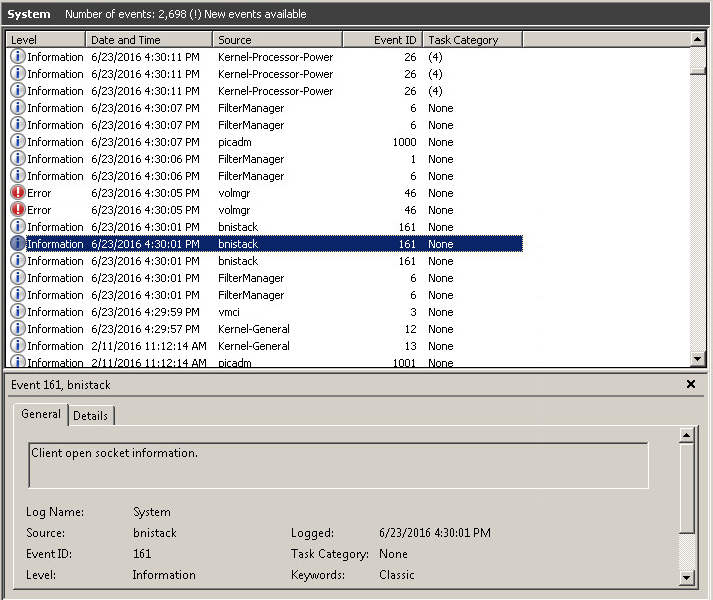 System Number of events: 2,698 (!) New events available
Level Date and Time Source Event ID Task Category
Information 6/23/2016 4:30:11 PM Kernel-Processor-Power 26 (4)
Information 6/23/2016 4:30:11 PM Kernel-Processor-Power 26 (4)
Information 6/23/2016 4:30:11 PM Kernel-Processor-Power 26 (4)
Information 6/23/2016 4:30:07 PM FilterManager 6 None
Information 6/23/2016 4:30:07 PM FilterManager 6 None
Information 6/23/2016 4:30:07 PM picadm 1000 None
Information 6/23/2016 4:30:06 PM FilterManager 1 None
Information 6/23/2016 4:30:06 PM FilterManager 6 None
Error 6/23/2016 4:30:05 PM volmgr 46 None
Error 6/23/2016 4:30:05 PM volmgr 46 None
Information 6/23/2016 4:30:01 PM bnistack 161 None
Information 6/23/2016 4:30:01 PM bnistack 161 None
Information 6/23/2016 4:30:01 PM bnistack 161 None
Information 6/23/2016 4:30:01 PM FilterManager 6 None
Information 6/23/2016 4:30:01 PM FilterManager 6 None
Information 6/23/2016 4:29:59 PM vmci 3 None
Information 6/23/2016 4:29:57 PM Kernel-General 12 None
Information 2/11/2016 11:12:14 AM Kernel-General 13 None
Information 2/11/2016 11:12:14 AM picadm 1001 None
Event 161, bnistack
General Details
Client open socket information.
Log Name: System
Source: bnistack Logged: 6/23/2016 4:30:01 PM
Event ID: 161 Task Category: None
Level: Information Keywords: Classic